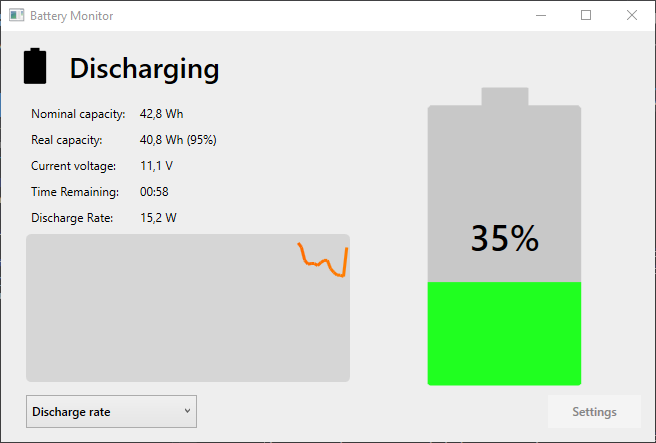 Battery Monitor
Discharging
Nominal capacity: 42,8 Wh
Real capacity: 40,8 Wh (95%)
Current voltage: 11,1 V
Time Remaining: 00:58
Discharge Rate: 15,2 W
35%
Discharge rate
Settings